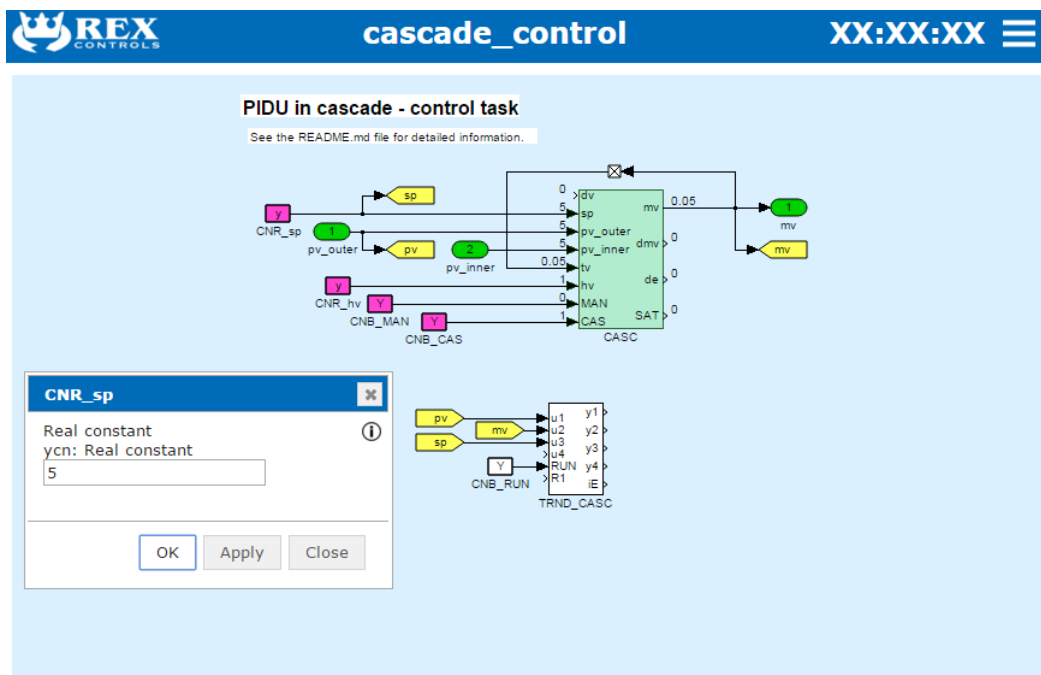 REX
CONTROLS
cascade_control
XX:XX:XX
PIDU in cascade - control task
See the README.md file for detailed information.
sp
y
CNR_sp
1
pv_outer
pv
2
pv_inner
y
CNR_hv
Y
CNB_MAN
Y
CNB_CAS
0
5
5
5
0.05
1
0
1
dv
sp
pv_outer
pv_inner
tv
hv
MAN
CAS
mv
dmv
de
SAT
CASC
0.05
0
0
0
1
mv
mv
CNR_sp
Real constant
ycn: Real constant
5
OK Apply Close
pv
mv
sp
Y
CNB_RUN
u1
u2
u3
u4
RUN
R1
y1
y2
y3
y4
iE
TRND_CASC